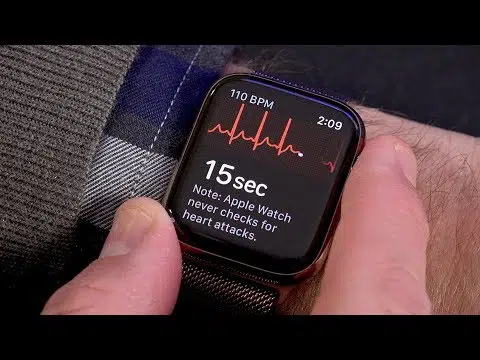 110 BPM
2:09
15sec
Note: Apple Watch
never checks for
heart attacks.